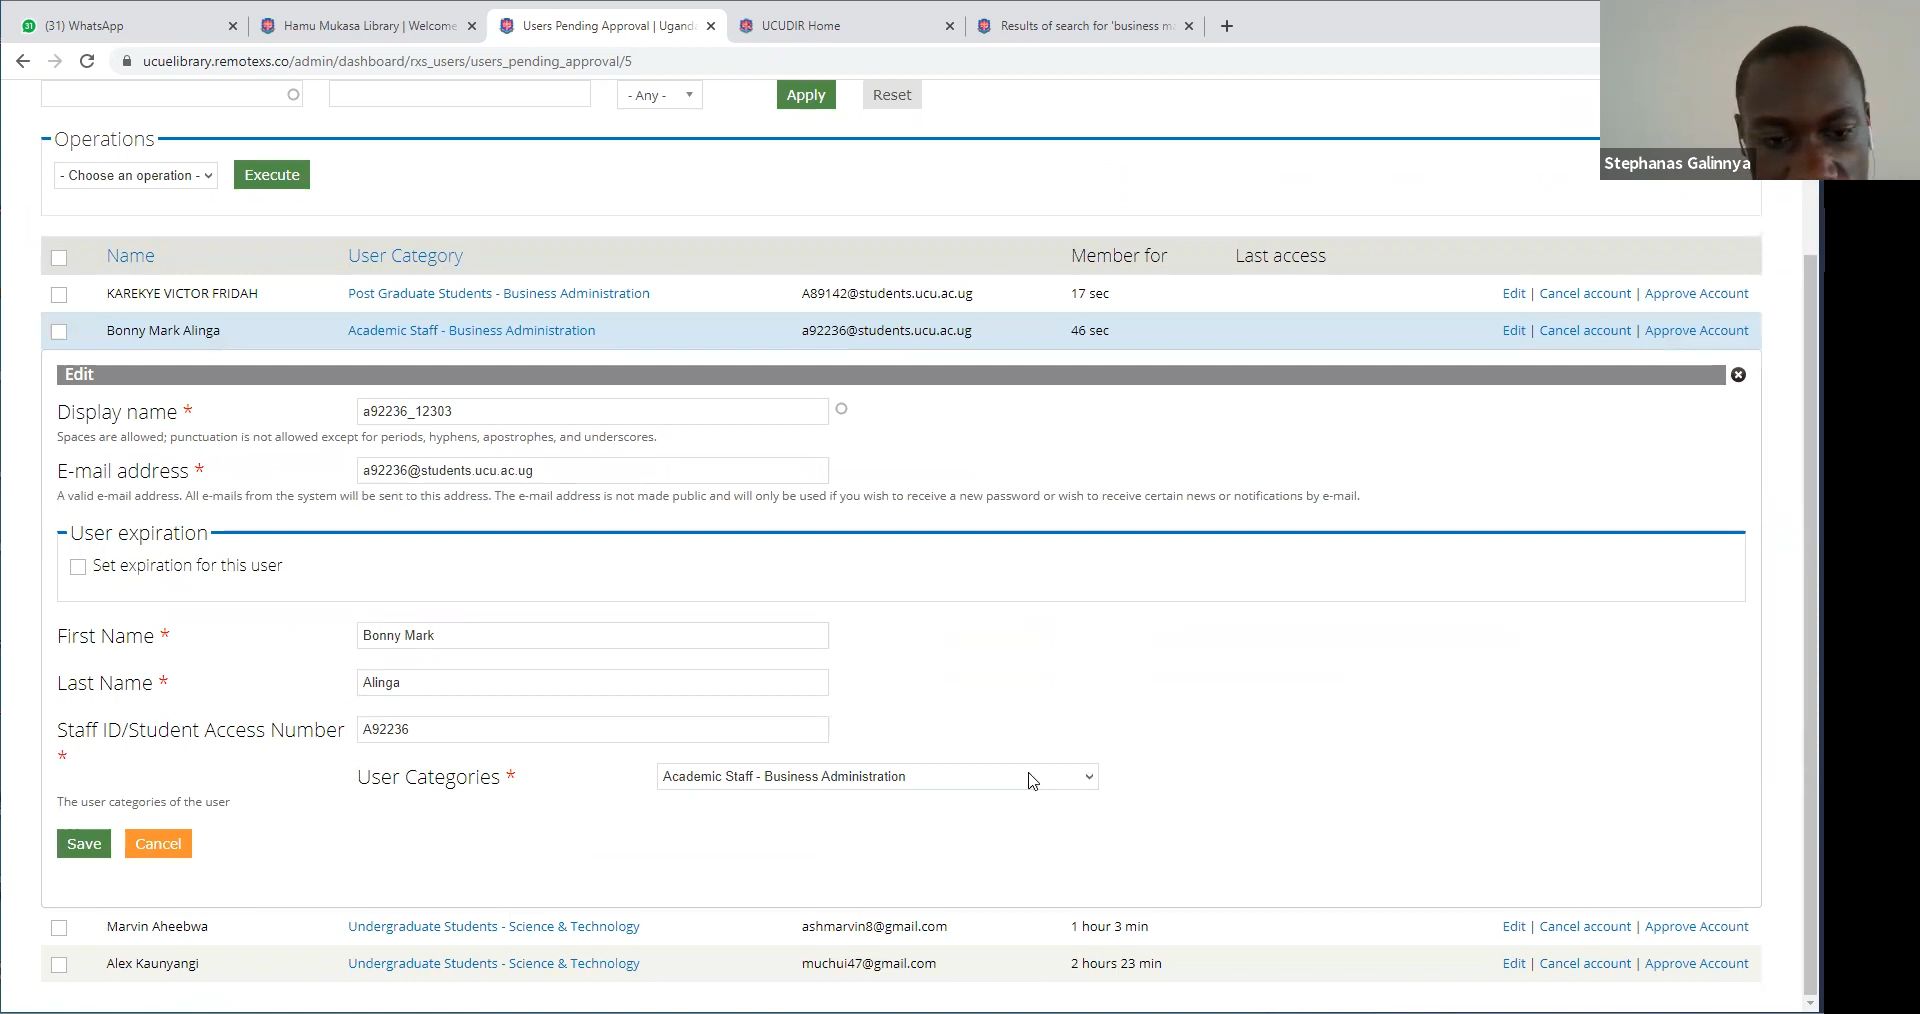 (31) WhatsApp
Hamu Mukasa Library | Welcome
Users Pending Approval | Uganda
UCUDIR Home
Results of search for 'business ma
ucuelibrary.remotexs.co/admin/dashboard/rxs_users/users_pending_approval/5
- Any -
Apply
Reset
Stephanas Galinnya
Operations
- Choose an operation -
Execute
Name User Category Member for Last access
KAREKYE VICTOR FRIDAH Post Graduate Students - Business Administration A89142@students.ucu.ac.ug 17 sec Edit | Cancel account | Approve Account
Bonny Mark Alinga Academic Staff - Business Administration a92236@students.ucu.ac.ug 46 sec Edit | Cancel account | Approve Account
Edit
Display name * a92236_12303
Spaces are allowed; punctuation is not allowed except for periods, hyphens, apostrophes, and underscores.
E-mail address * a92236@students.ucu.ac.ug
A valid e-mail address. All e-mails from the system will be sent to this address. The e-mail address is not made public and will only be used if you wish to receive a new password or wish to receive certain news or notifications by e-mail.
User expiration
Set expiration for this user
First Name * Bonny Mark
Last Name * Alinga
Staff ID/Student Access Number A92236
*
User Categories * Academic Staff - Business Administration
The user categories of the user
Save Cancel
Marvin Aheebwa Undergraduate Students - Science & Technology ashmarvin8@gmail.com 1 hour 3 min Edit | Cancel account | Approve Account
Alex Kaunyangi Undergraduate Students - Science & Technology muchui47@gmail.com 2 hours 23 min Edit | Cancel account | Approve Account